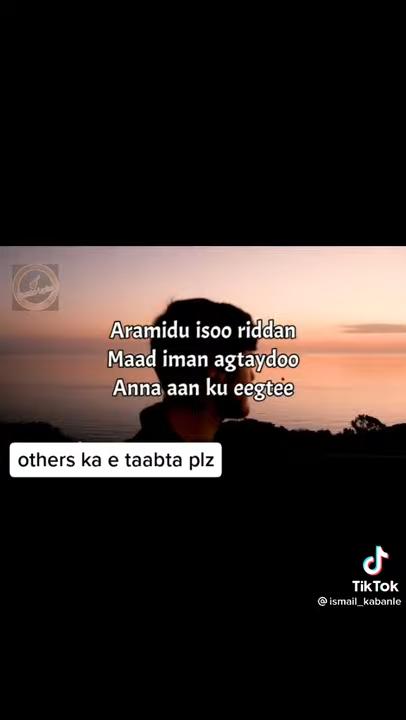 Aramidu isoo riddan
Maad iman agtaydoo
Anna aan ku eegtee
others ka e taabta plz
TikTok
@ismail_kabanle